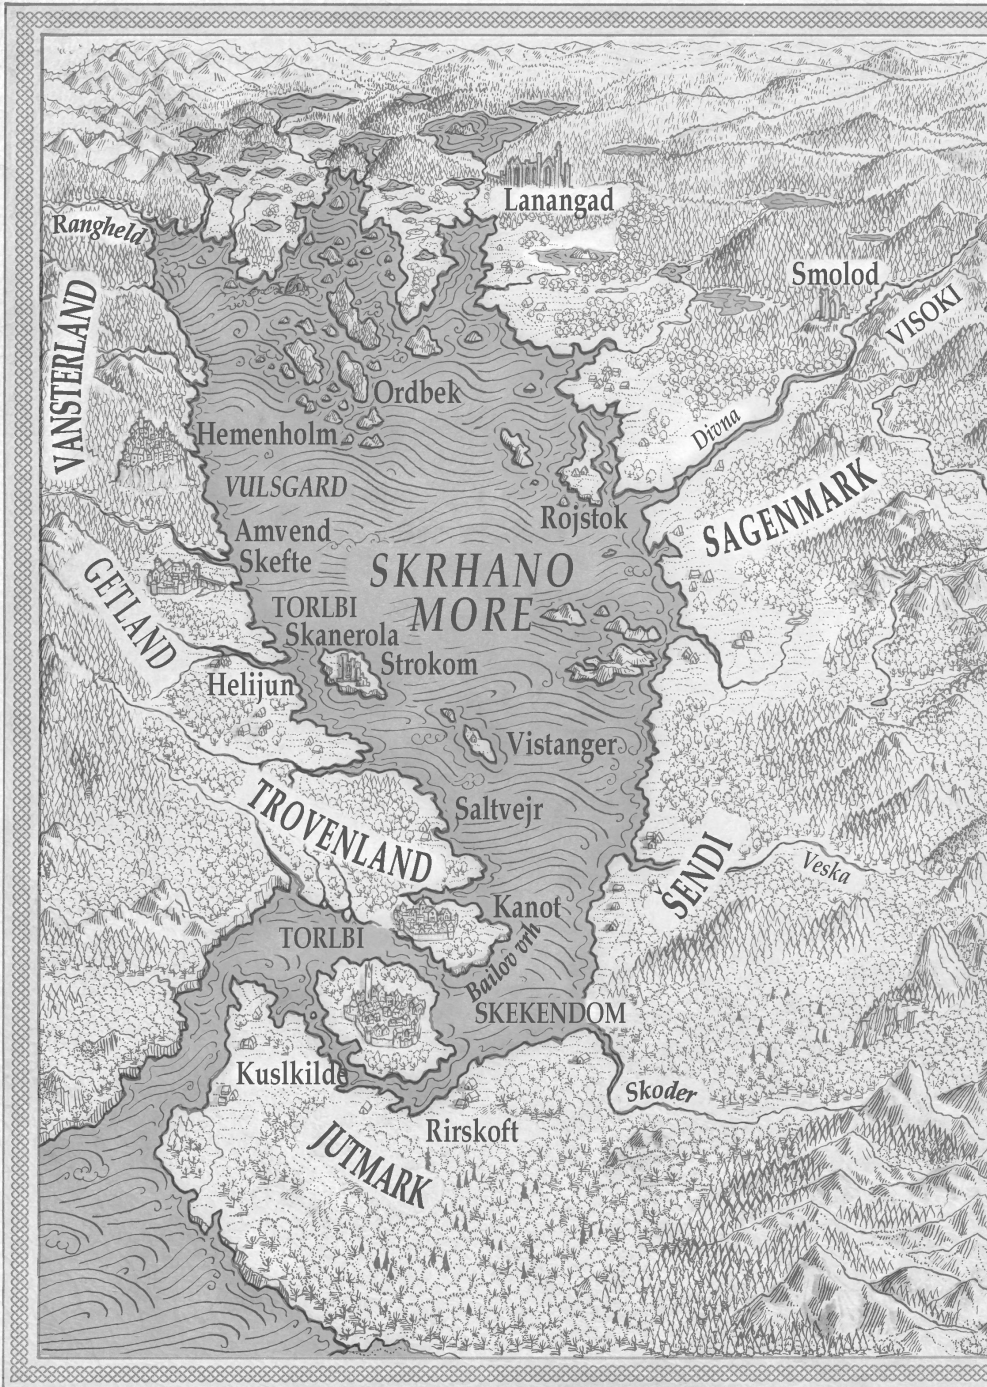 Lanangad
Rangheld
Smolod
VISOKI
VANSTERLAND
Ordbek
Divna
Hemenholm
VULSGARD
SAGENMARK
Rojstok
Amvend
Skefte
GETLAND
SKRHANO
MORE
TORLBI
Skanerola
Strokom
Helijun
Vistanger
TROVENLAND
Saltvejr
ŠENDI
Veska
Kanot
TORLBI
Bailov vrh
SKEKENDOM
Kuslkilde
Skoder
JUTMARK
Rirskoft